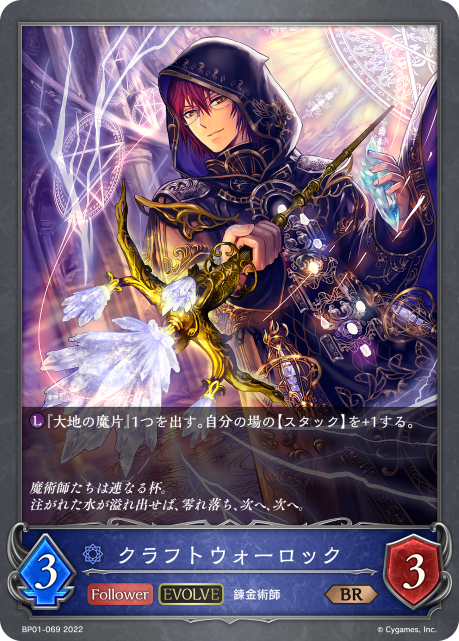 L 『大地の魔片』1つを出す。自分の場の【スタック】を+1する。
魔術師たちは連なる杯。
注がれた水が溢れ出せば、零れ落ち、次へ、次へ。
クラフトウォーロック
3
Follower EVOLVE 錬金術師 BR
3
BP01-069 2022
© Cygames, Inc.